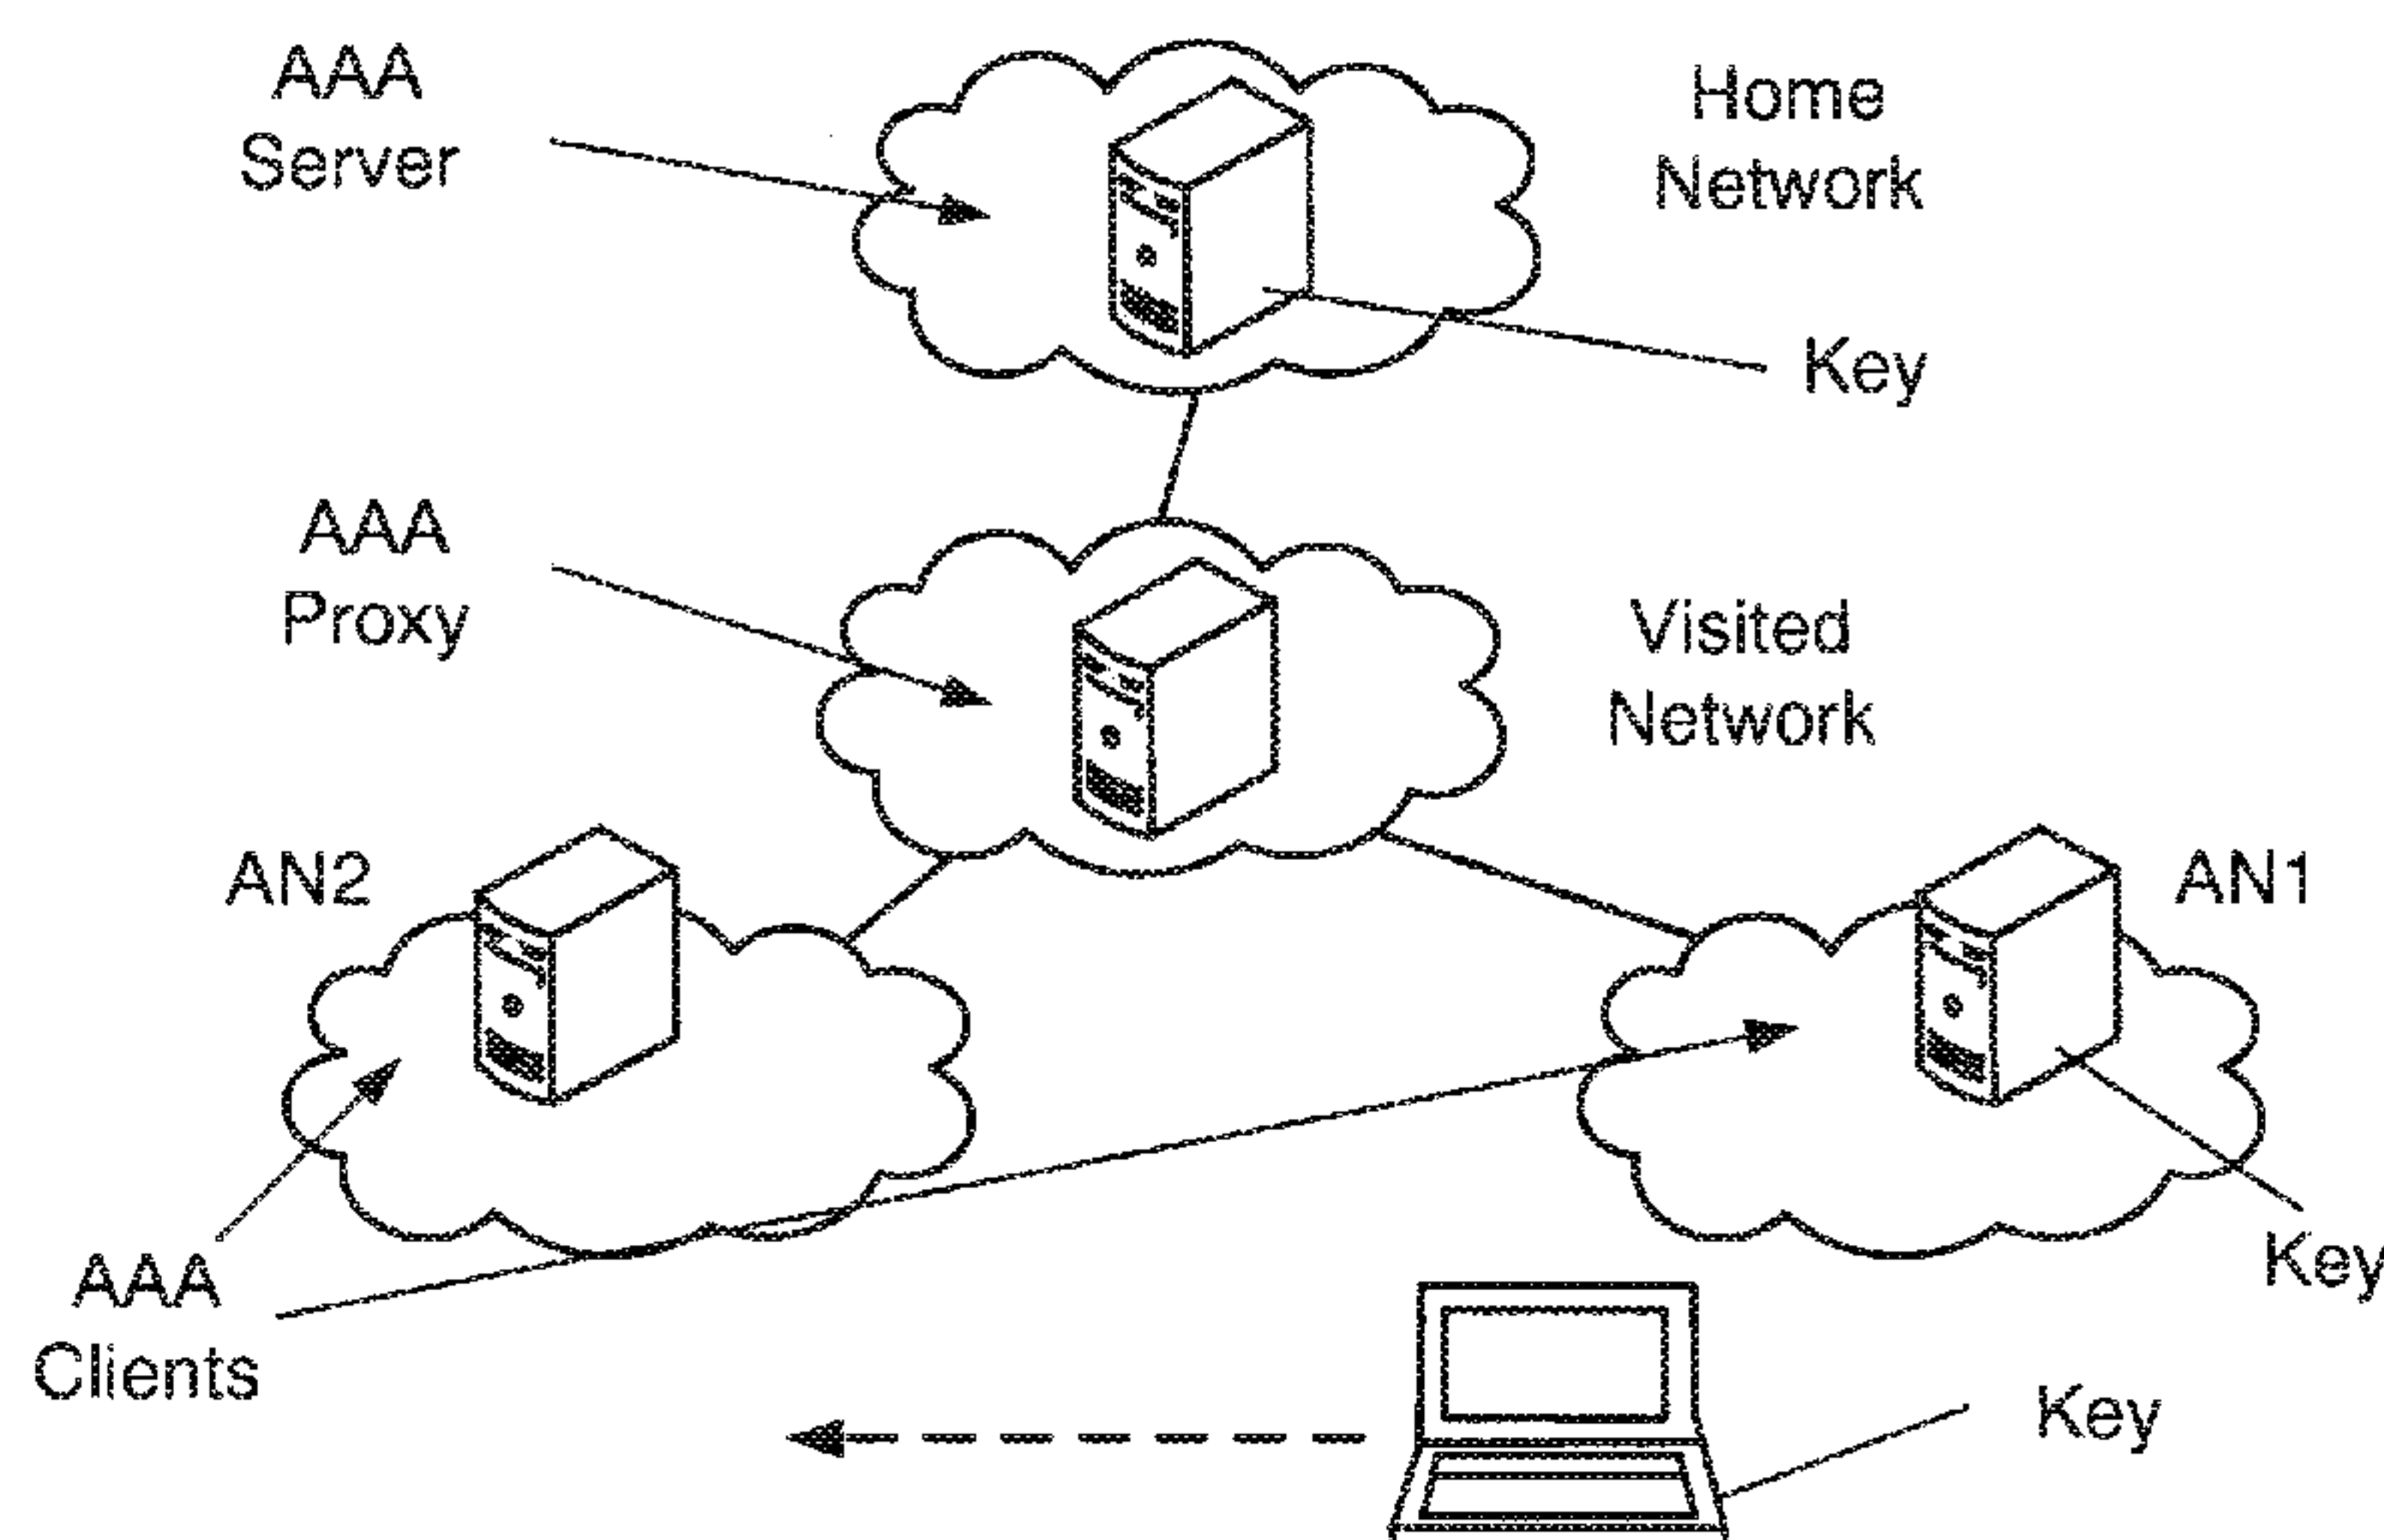 AAA
Server
Home
Network
Key
AAA
Proxy
Visited
Network
AN2
AN1
AAA
Clients
Key
Key